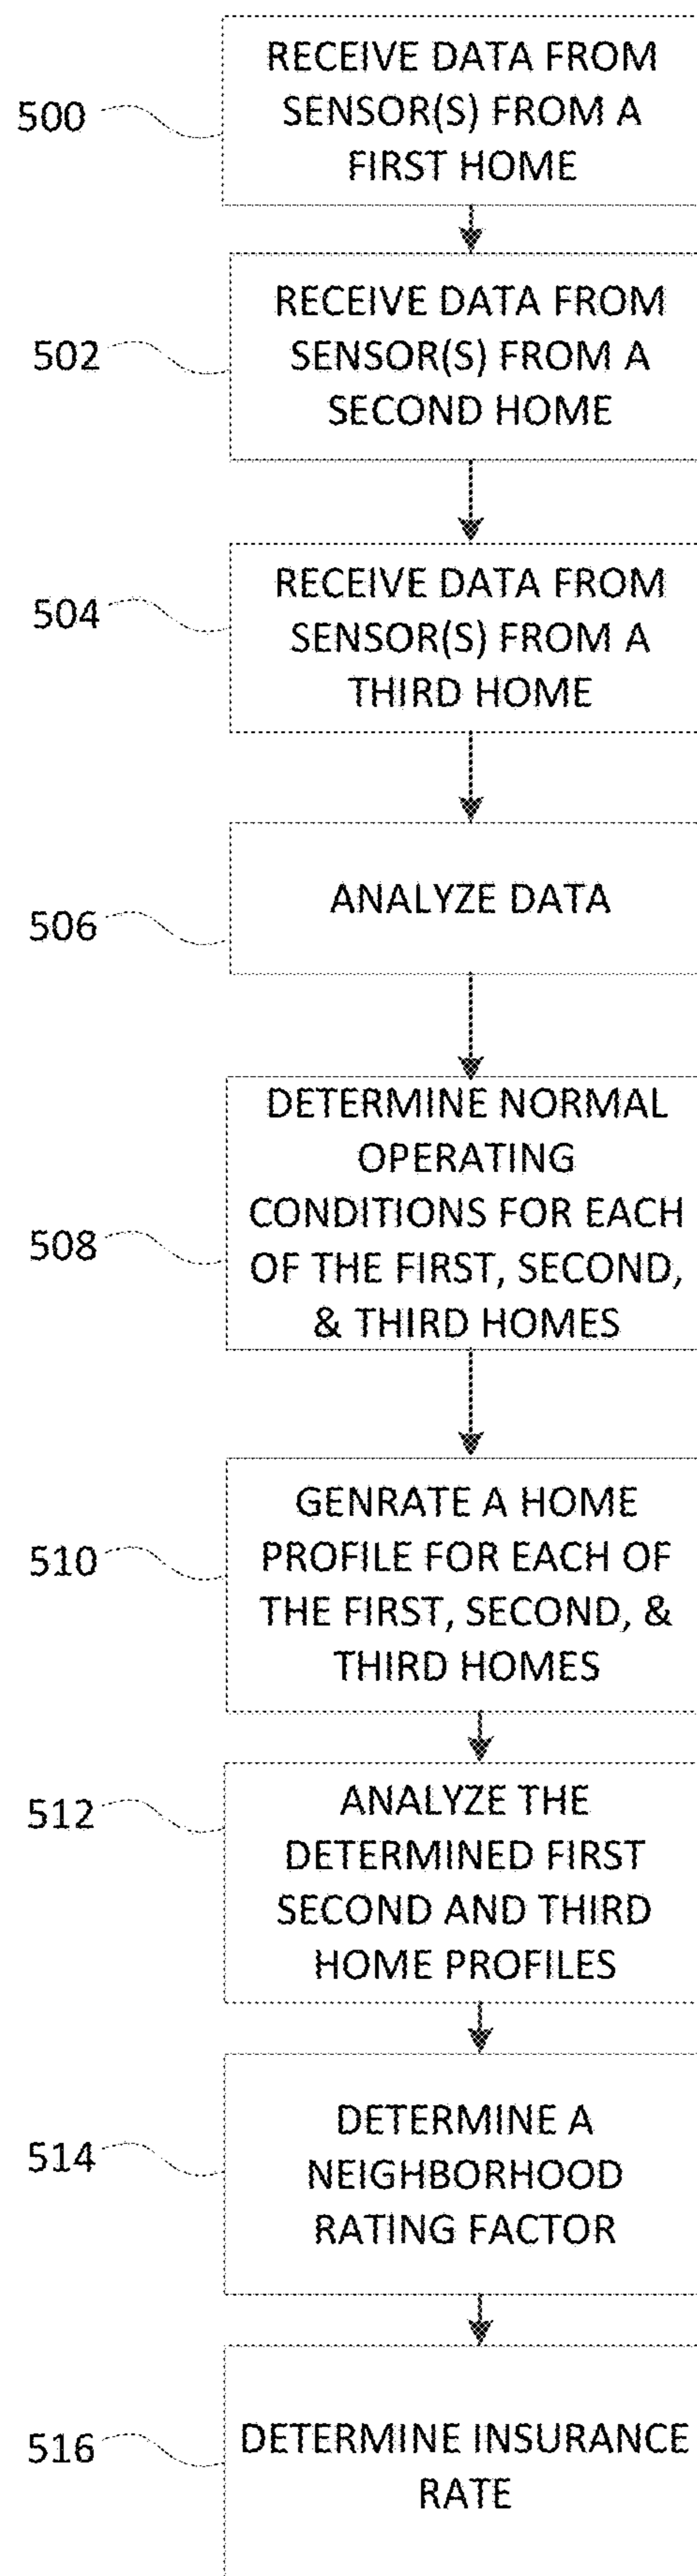 RECEIVE DATA FROM
500
SENSOR(S) FROM A
FIRST HOME
RECEIVE DATA FROM
502
SENSOR(S) FROM A
SECOND HOME
RECEIVE DATA FROM
504
SENSOR(S) FROM A
THIRD HOME
506
ANALYZE DATA
DETERMINE NORMAL
OPERATING
CONDITIONS FOR EACH
508
OF THE FIRST, SECOND,
& THIRD HOMES
GENRATE A HOME
510
PROFILE FOR EACH OF
THE FIRST, SECOND, &
THIRD HOMES
512
ANALYZE THE
DETERMINED FIRST
SECOND AND THIRD
HOME PROFILES
514
DETERMINE A
NEIGHBORHOOD
RATING FACTOR
516
DETERMINE INSURANCE
RATE